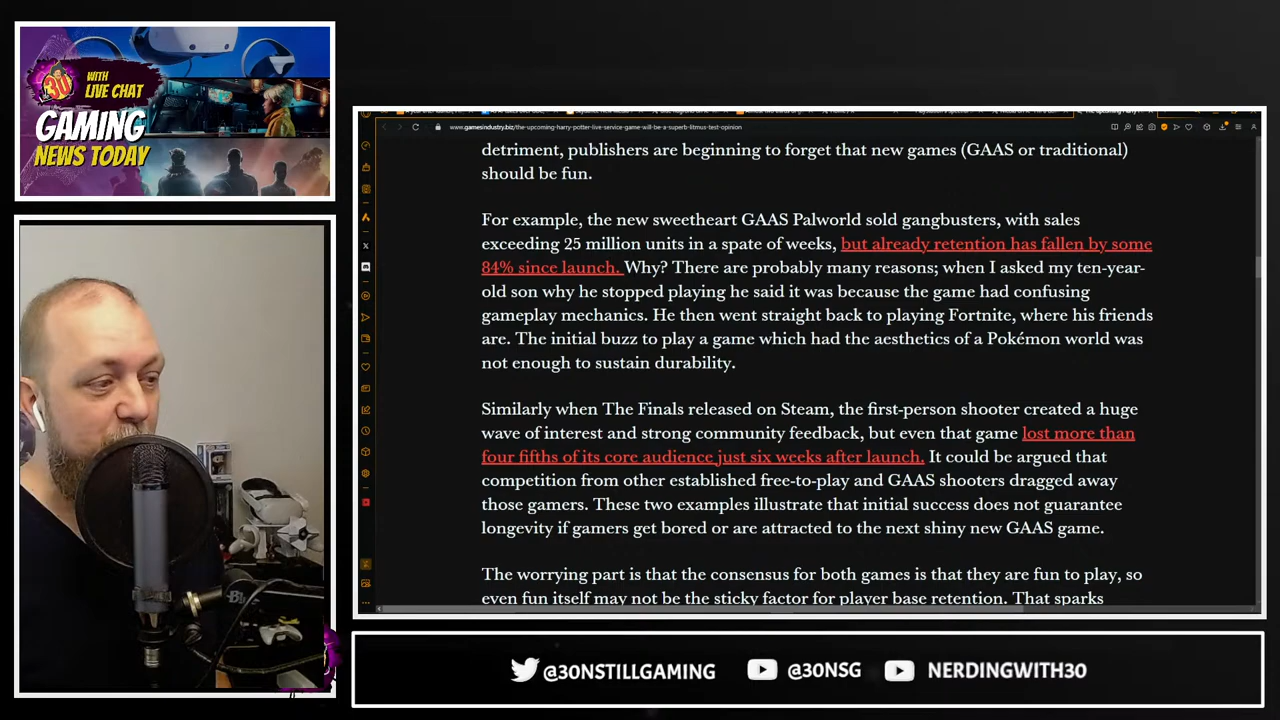 30
WITH
LIVE CHAT
GAMING
NEWS TODAY
www.gamesindustry.biz/the-upcoming-harry-potter-live-service-game-will-be-a-superb-litmus-test-opinion
detriment, publishers are beginning to forget that new games (GAAS or traditional)
should be fun.
For example, the new sweetheart GAAS Palworld sold gangbusters, with sales
exceeding 25 million units in a spate of weeks, but already retention has fallen by some
84% since launch. Why? There are probably many reasons; when I asked my ten-year-
old son why he stopped playing he said it was because the game had confusing
gameplay mechanics. He then went straight back to playing Fortnite, where his friends
are. The initial buzz to play a game which had the aesthetics of a Pokémon world was
not enough to sustain durability.
Similarly when The Finals released on Steam, the first-person shooter created a huge
wave of interest and strong community feedback, but even that game lost more than
four fifths of its core audience just six weeks after launch. It could be argued that
competition from other established free-to-play and GAAS shooters dragged away
those gamers. These two examples illustrate that initial success does not guarantee
longevity if gamers get bored or are attracted to the next shiny new GAAS game.
The worrying part is that the consensus for both games is that they are fun to play, so
even fun itself may not be the sticky factor for player base retention. That sparks
@30NSTILLGAMING
@30NSG
NERDINGWITH30